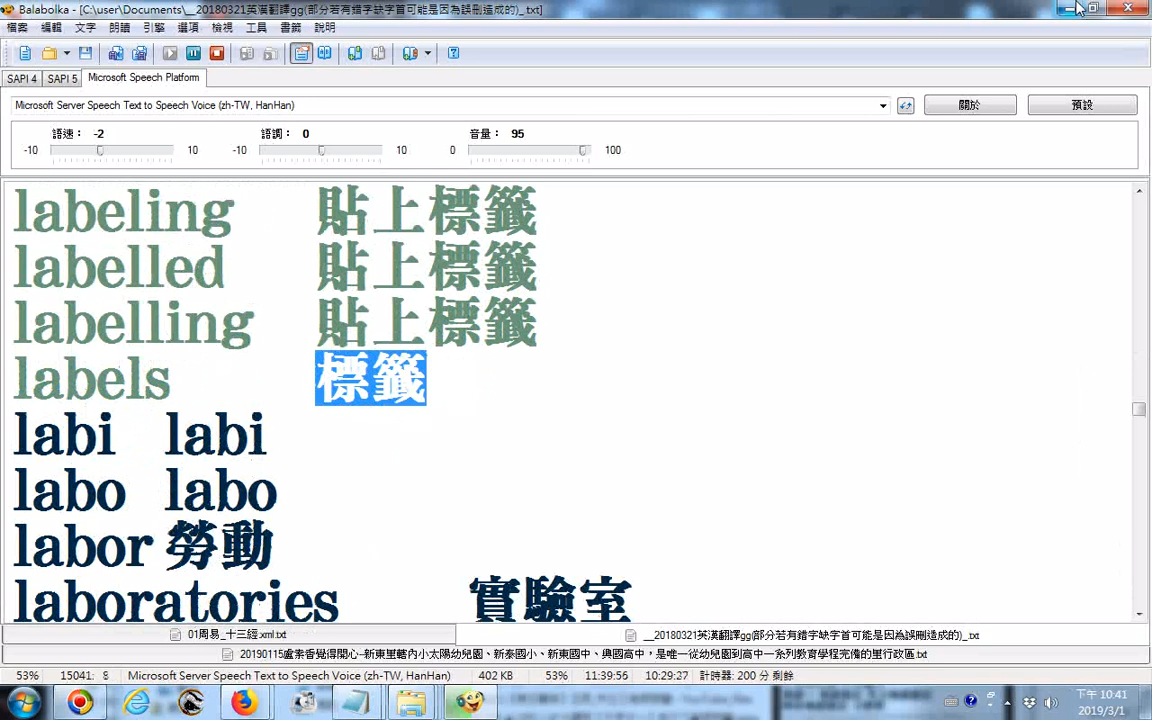 Balabolka - [C:\user\Documents\__20180321英漢翻譯gg(部分若有錯字缺字首可能是因為誤刪造成的)_.txt]
檔案 編輯 文字 朗讀 引擎 選項 檢視 工具 書籤 說明
SAPI 4 SAPI 5 Microsoft Speech Platform
Microsoft Server Speech Text to Speech Voice (zh-TW, HanHan) 關於 預設
語速： -2 語調： 0 音量： 95
-10 10 -10 10 0 100
labeling 貼上標籤
labelled 貼上標籤
labelling 貼上標籤
labels 標籤
labi labi
labo labo
labor 勞動
laboratories 實驗室
01周易_十三經.xml.txt __20180321英漢翻譯gg(部分若有錯字缺字首可能是因為誤刪造成的)_.txt
20190115盧素香覺得開心-新東里轄內小太陽幼兒園、新泰國小、新東國中、興國高中，是唯一從幼兒園到高中一系列教育學程完備的里行政區.txt
53% 15041: 8 Microsoft Server Speech Text to Speech Voice (zh-TW, HanHan) 402 KB 53% 11:39:56 10:29:27 計時器: 200 分 剩餘
下午 10:41
2019/3/1